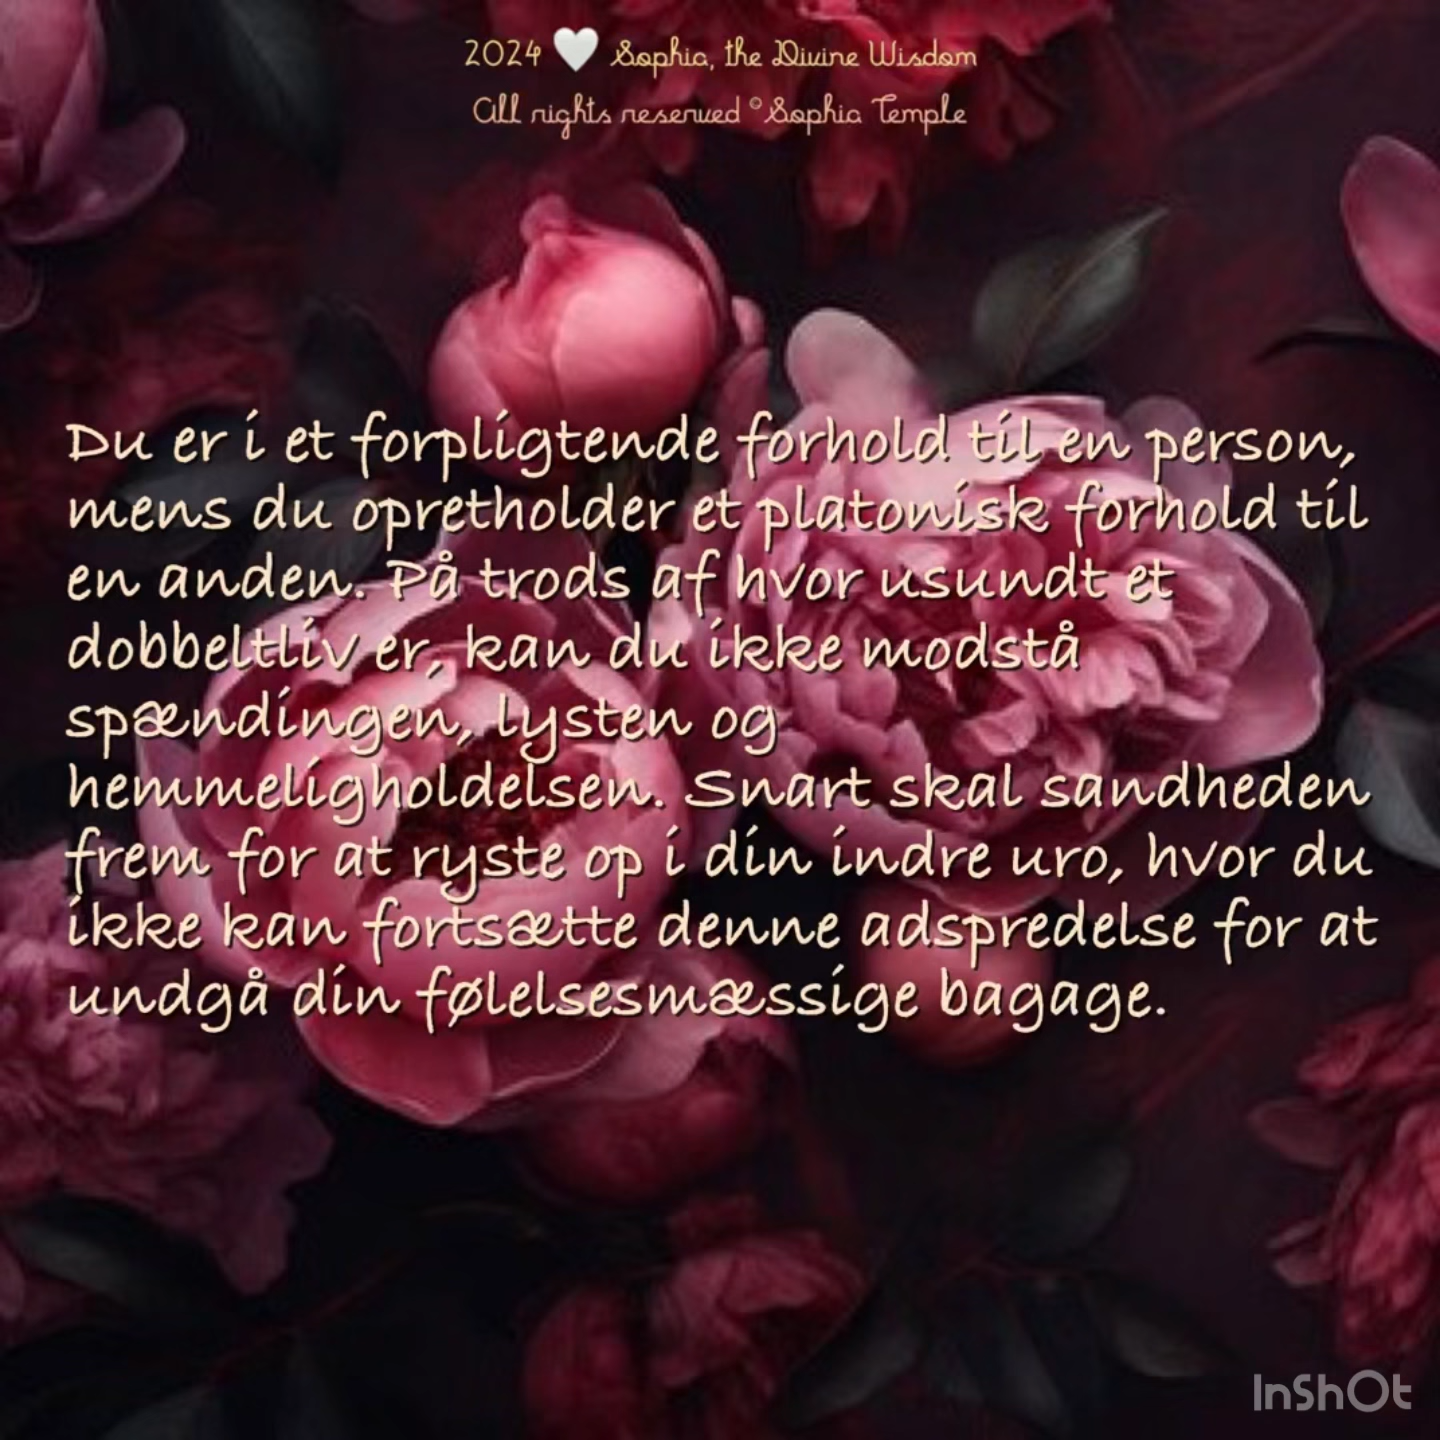 2024 🤍 Sophia, the Divine Wisdom
All rights reserved © Sophia Temple
Du er i et forpligtende forhold til en person,
mens du opretholder et platonisk forhold til
en anden. På trods af hvor usundt et
dobbeltliv er, kan du ikke modstå
spændingen, lysten og
hemmeligholdelsen. Snart skal sandheden
frem for at ryste op i din indre uro, hvor du
ikke kan fortsætte denne adspredelse for at
undgå din følelsesmæssige bagage.
InShOt